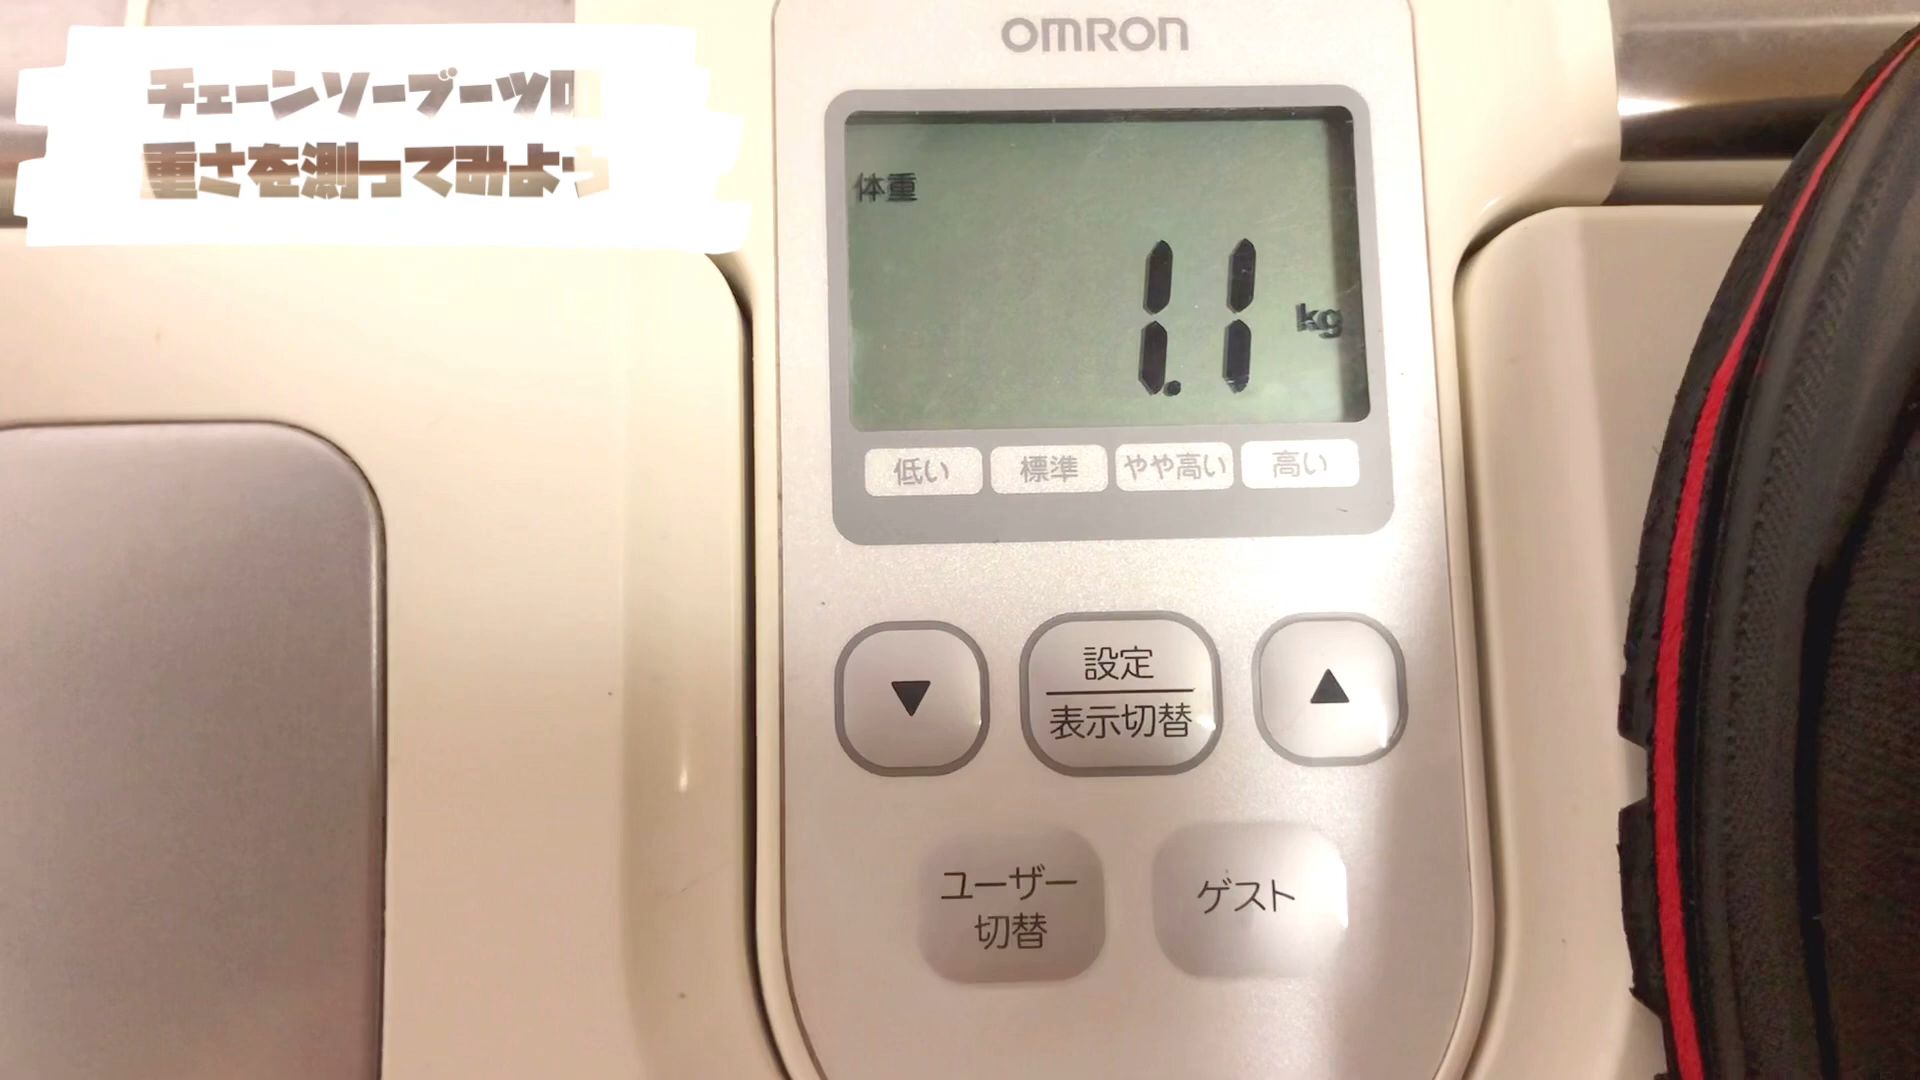 チェーンソーブーツ
重さを測ってみよう
OMRON
体重
1.1 kg
低い 標準 やや高い 高い
▼ 設定 ▲
表示切替
ユーザー ゲスト
切替